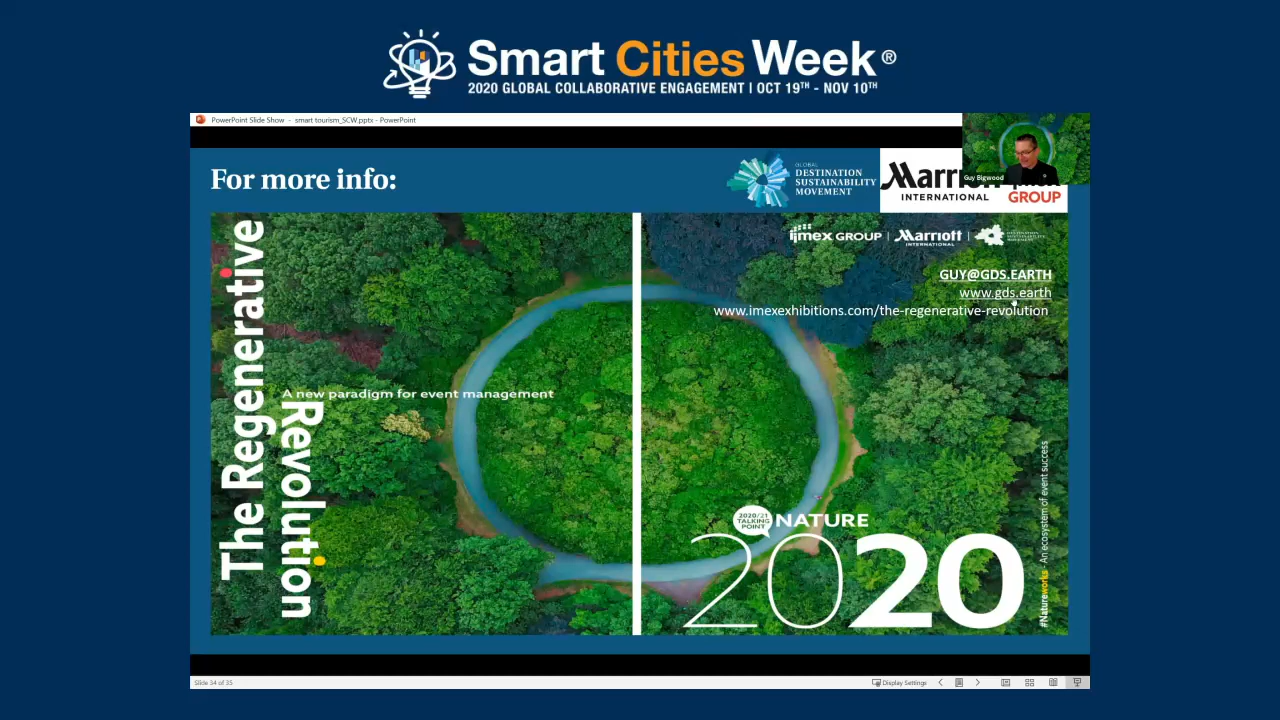 Smart Cities Week®
2020 GLOBAL COLLABORATIVE ENGAGEMENT | OCT 19TH - NOV 10TH
PowerPoint Slide Show - smart tourism_SCW.pptx - PowerPoint
For more info:
GLOBAL
DESTINATION
SUSTAINABILITY
MOVEMENT
INTERNATIONAL
GROUP
Guy Bigwood
The Regenerative
Revolution
A new paradigm for event management
imex GROUP | Marriott INTERNATIONAL |
GUY@GDS.EARTH
www.gds.earth
www.imexexhibitions.com/the-regenerative-revolution
2020/21
TALKING
POINT
NATURE
2020
#Natureworks - An ecosystem of event success
Slide 34 of 35
Display Settings